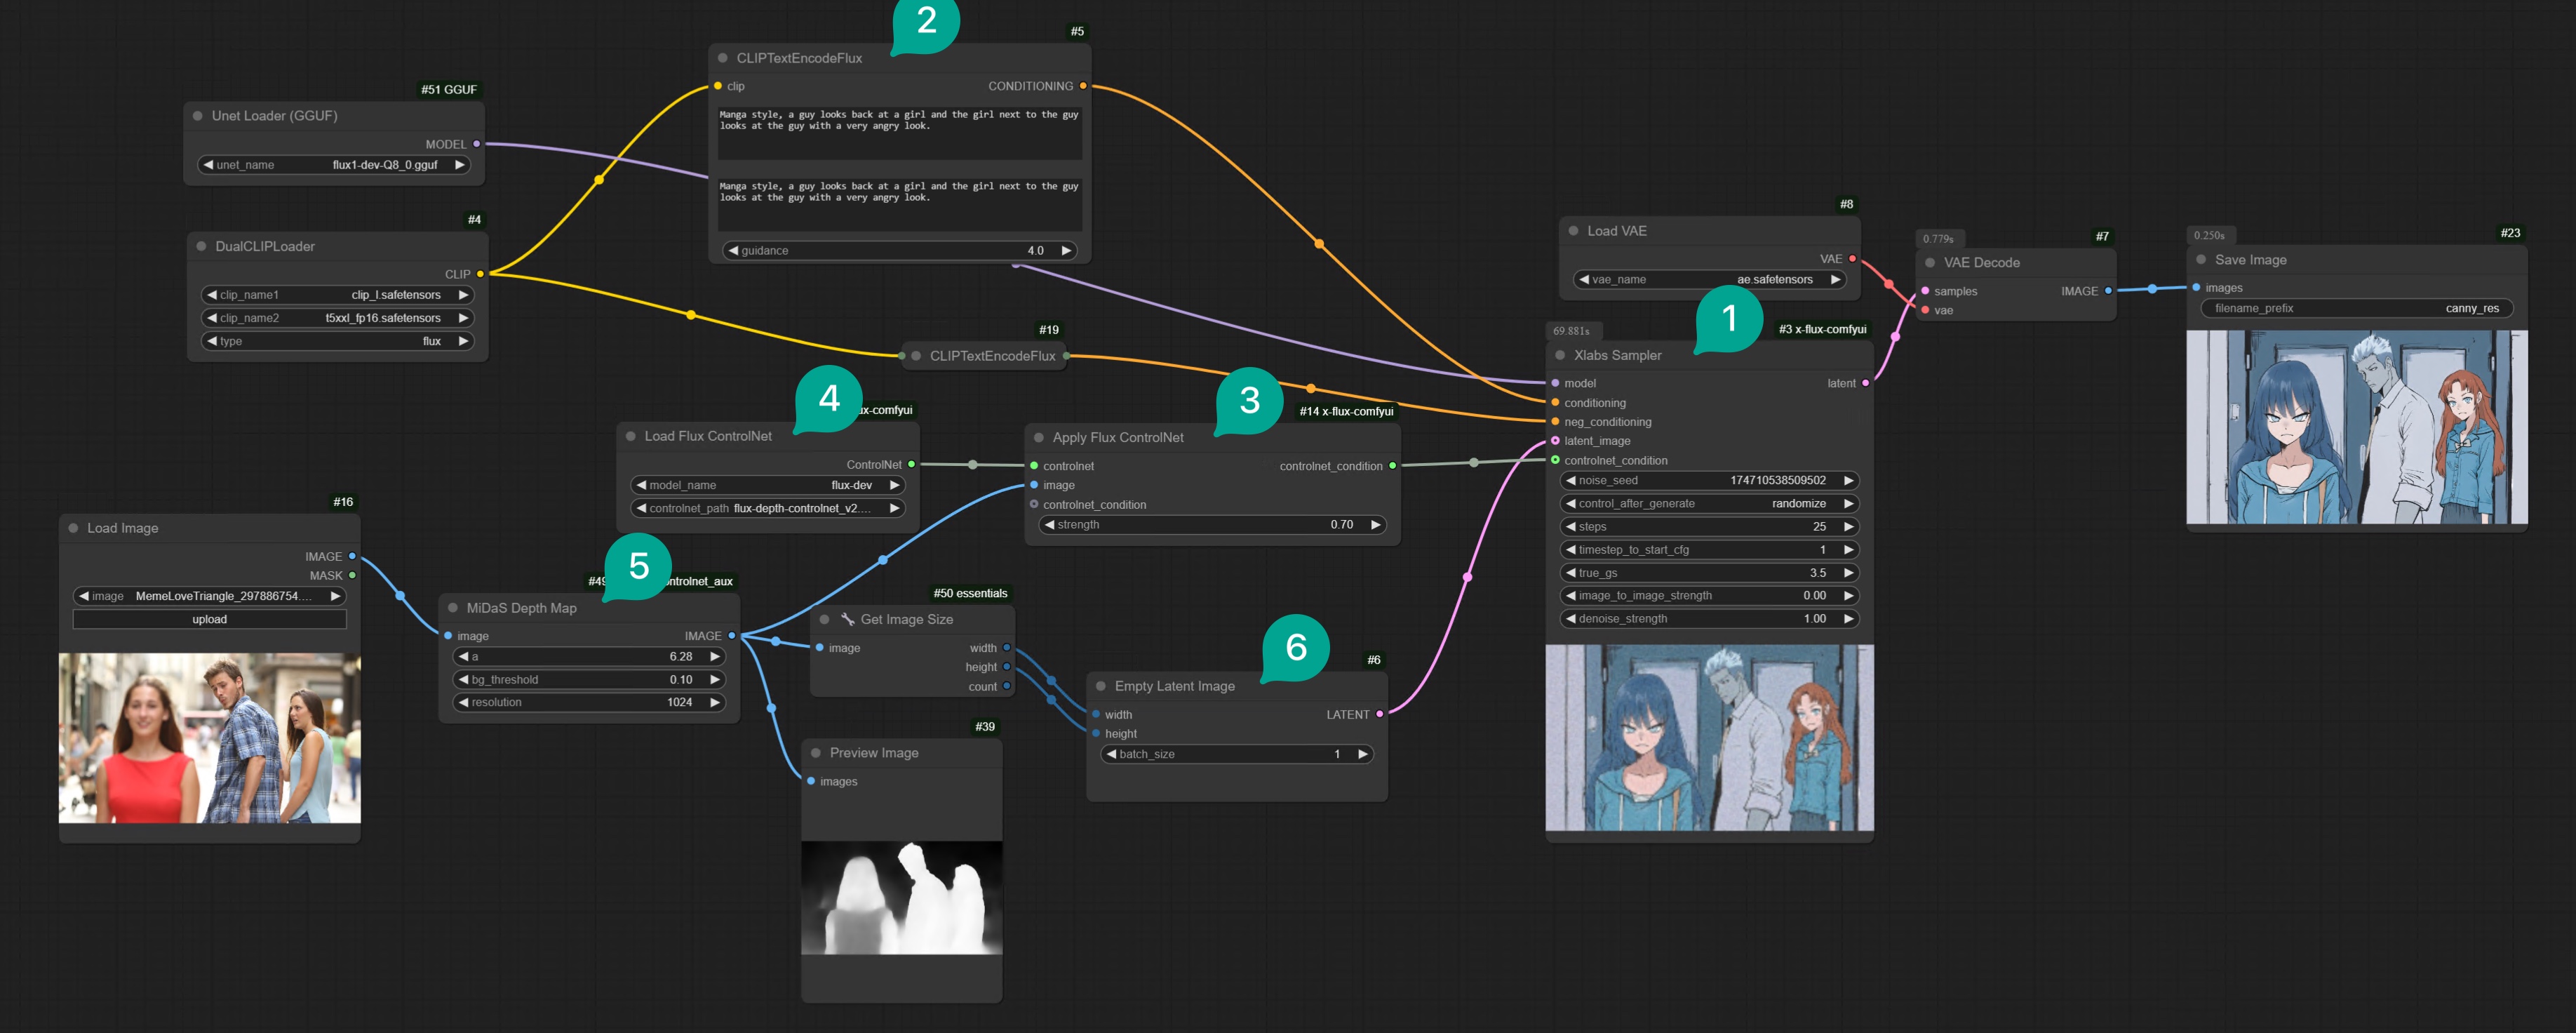 2
#5
CLIPTextEncodeFlux
clip
CONDITIONING
Manga style, a guy looks back at a girl and the girl next to the guy
looks at the guy with a very angry look.
Manga style, a guy looks back at a girl and the girl next to the guy
looks at the guy with a very angry look.
guidance 4.0
#51 GGUF
Unet Loader (GGUF)
MODEL
unet_name flux1-dev-Q8_0.gguf
#4
DualCLIPLoader
CLIP
clip_name1 clip_l.safetensors
clip_name2 t5xxl_fp16.safetensors
type flux
#19
CLIPTextEncodeFlux
4
ux-comfyui
Load Flux ControlNet
ControlNet
model_name flux-dev
controlnet_path flux-depth-controlnet_v2....
3
#14 x-flux-comfyui
Apply Flux ControlNet
controlnet controlnet_condition
image
controlnet_condition
strength 0.70
#16
Load Image
IMAGE
MASK
image MemeLoveTriangle_297886754....
upload
5
#49 ontrolnet_aux
MiDaS Depth Map
image IMAGE
a 6.28
bg_threshold 0.10
resolution 1024
#50 essentials
Get Image Size
image width
height
count
#39
Preview Image
images
6
#6
Empty Latent Image
width LATENT
height
batch_size 1
#8
Load VAE
VAE
vae_name ae.safetensors
1
69.881s
#3 x-flux-comfyui
Xlabs Sampler
model latent
conditioning
neg_conditioning
latent_image
controlnet_condition
noise_seed 174710538509502
control_after_generate randomize
steps 25
timestep_to_start_cfg 1
true_gs 3.5
image_to_image_strength 0.00
denoise_strength 1.00
0.779s
#7
VAE Decode
samples IMAGE
vae
0.250s
#23
Save Image
images
filename_prefix canny_res